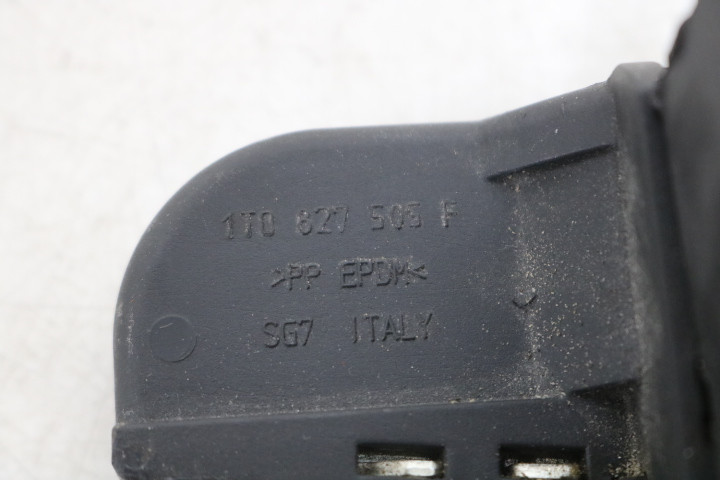 1T0 827 505 F
>PP EPDM<
SG7 ITALY